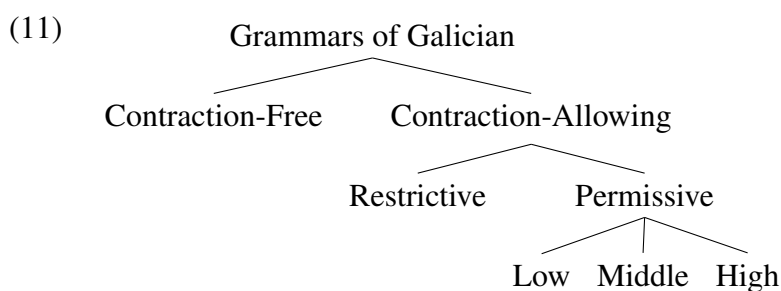 (11) Grammars of Galician
Contraction-Free Contraction-Allowing
Restrictive Permissive
Low Middle High